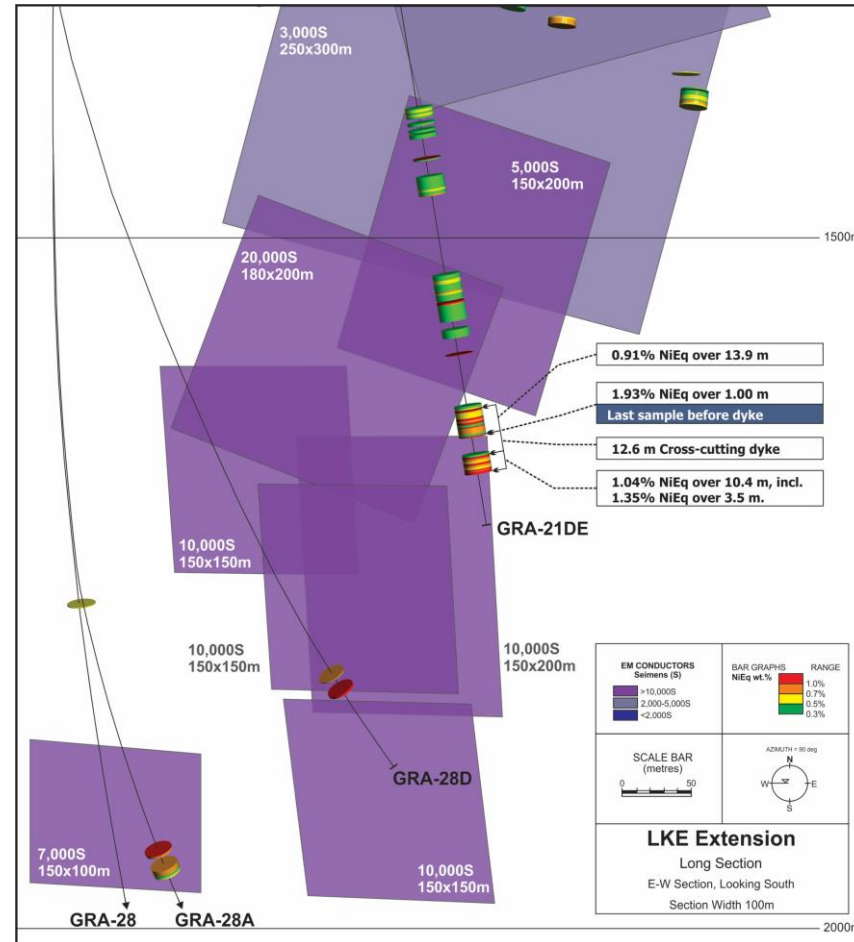 3,000S
250x300m
5,000S
150x200m
1500m
20,000S
180x200m
0.91% NiEq over 13.9 m
1.93% NiEq over 1.00 m
Last sample before dyke
12.6 m Cross-cutting dyke
1.04% NiEq over 10.4 m, incl.
1.35% NiEq over 3.5 m.
GRA-21DE
10,000S
150x150m
10,000S
150x150m
10,000S
150x200m
GRA-28D
7,000S
150x100m
10,000S
150x150m
GRA-28
GRA-28A
EM CONDUCTORS
Seimens (S)
>10,000S
2,000-5,000S
<2,000S
BAR GRAPHS
NiEq wt.%
RANGE
1.0%
0.7%
0.5%
0.3%
SCALE BAR
(metres)
0
50
AZIMUTH = 90 deg
N
W
E
S
LKE Extension
Long Section
E-W Section, Looking South
Section Width 100m
2000m